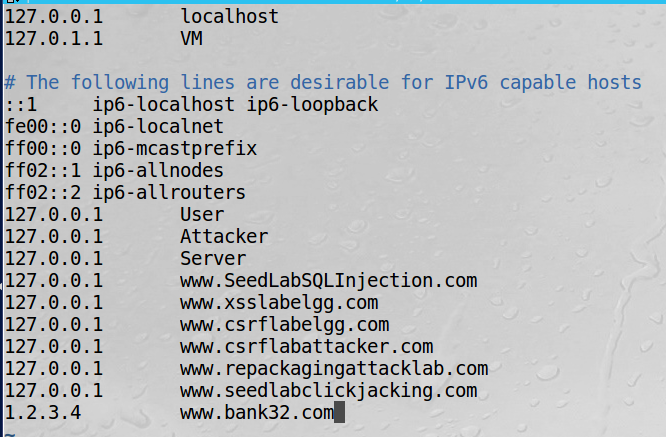 127.0.0.1       localhost
127.0.1.1       VM
# The following lines are desirable for IPv6 capable hosts
::1     ip6-localhost ip6-loopback
fe00::0 ip6-localnet
ff00::0 ip6-mcastprefix
ff02::1 ip6-allnodes
ff02::2 ip6-allrouters
127.0.0.1       User
127.0.0.1       Attacker
127.0.0.1       Server
127.0.0.1       www.SeedLabSQLInjection.com
127.0.0.1       www.xsslabelgg.com
127.0.0.1       www.csrflabelgg.com
127.0.0.1       www.csrflabattacker.com
127.0.0.1       www.repackagingattacklab.com
127.0.0.1       www.seedlabclickjacking.com
1.2.3.4         www.bank32.com
~